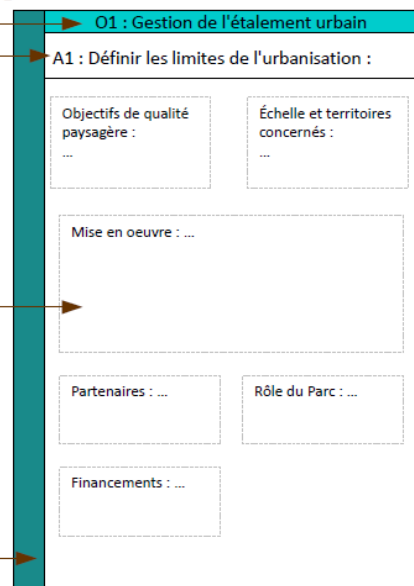 O1 : Gestion de l'étalement urbain
A1 : Définir les limites de l'urbanisation :
Objectifs de qualité
paysagère :
...
Échelle et territoires
concernés :
...
Mise en oeuvre : ...
Partenaires : ...
Rôle du Parc : ...
Financements : ...